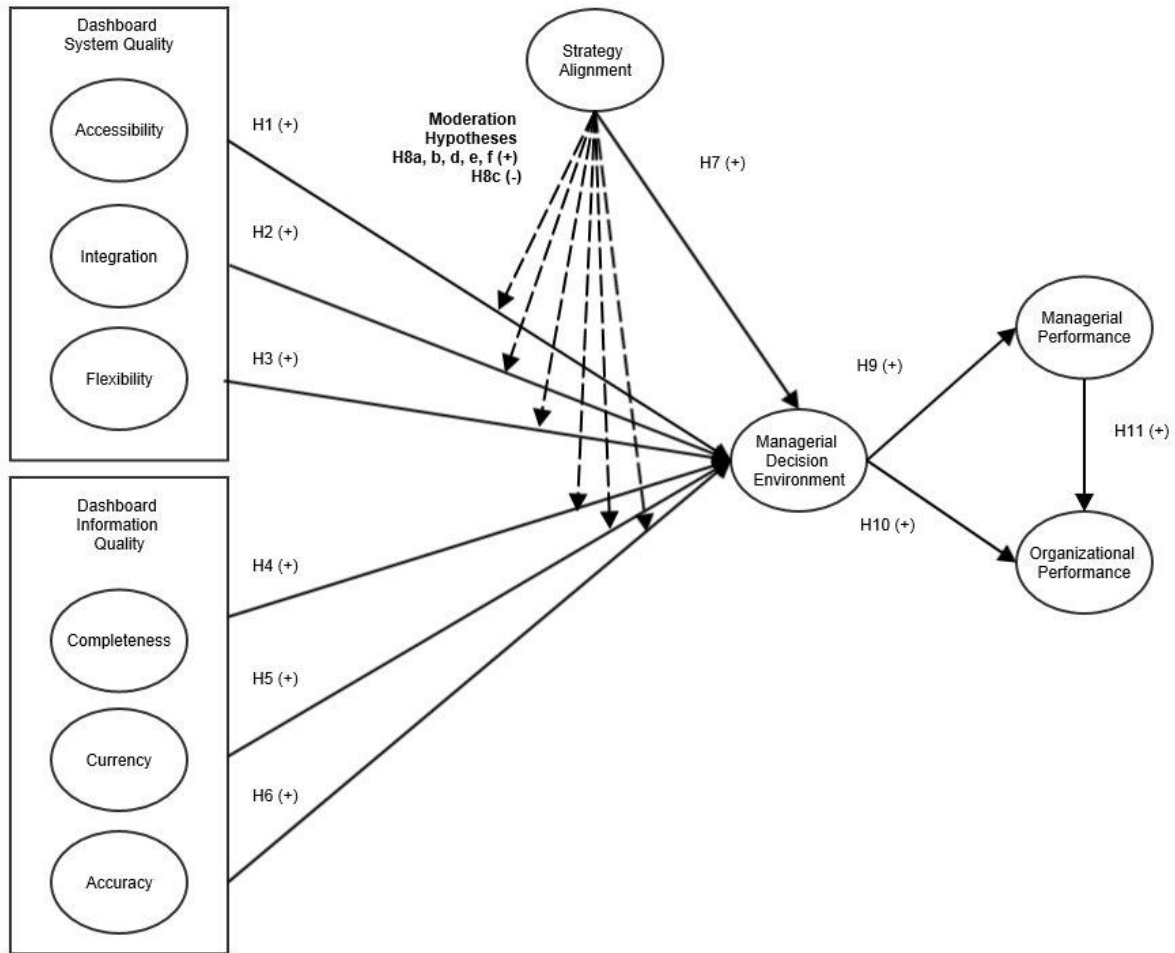 Dashboard
System Quality
Accessibility
Integration
Flexibility
H1 (+)
H2 (+)
H3 (+)
Strategy
Alignment
Moderation
Hypotheses
H8a, b, d, e, f (+)
H8c (-)
H7 (+)
Dashboard
Information
Quality
Completeness
Currency
Accuracy
H4 (+)
H5 (+)
H6 (+)
Managerial
Decision
Environment
H9 (+)
H10 (+)
Managerial
Performance
H11 (+)
Organizational
Performance